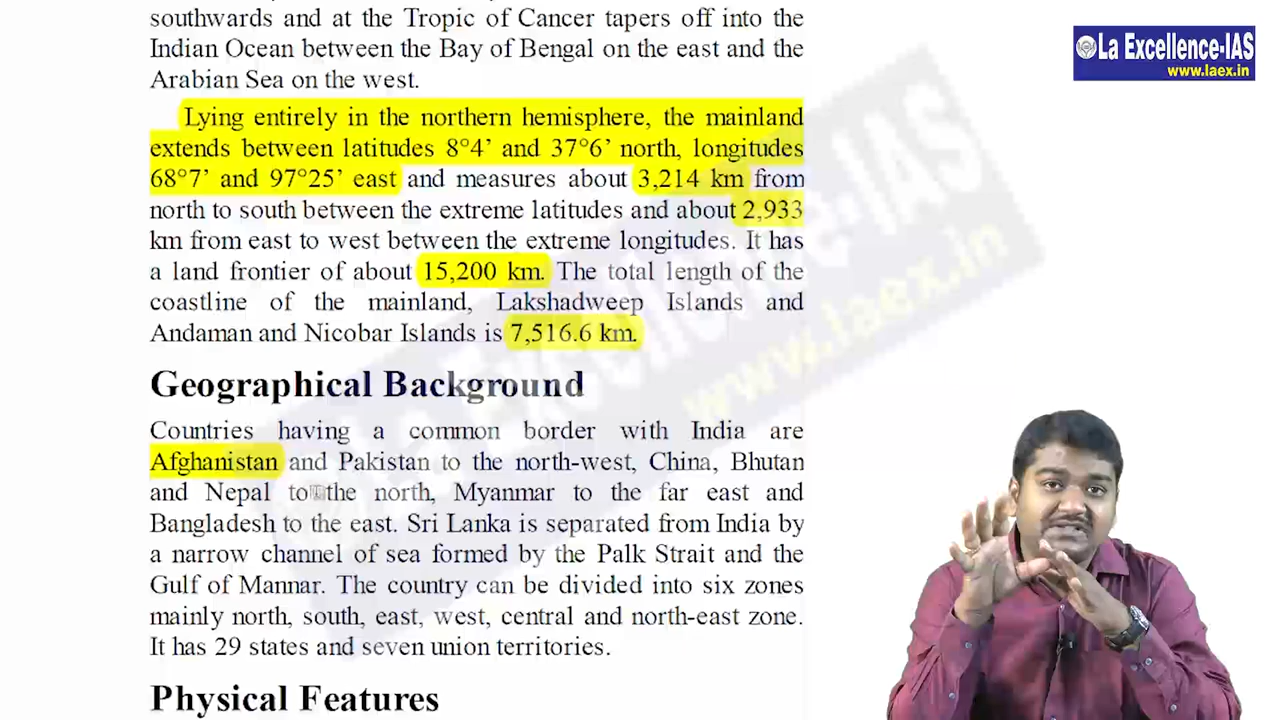 southwards and at the Tropic of Cancer tapers off into the
Indian Ocean between the Bay of Bengal on the east and the
Arabian Sea on the west.
Lying entirely in the northern hemisphere, the mainland
extends between latitudes 8°4’ and 37°6’ north, longitudes
68°7’ and 97°25’ east and measures about 3,214 km from
north to south between the extreme latitudes and about 2,933
km from east to west between the extreme longitudes. It has
a land frontier of about 15,200 km. The total length of the
coastline of the mainland, Lakshadweep Islands and
Andaman and Nicobar Islands is 7,516.6 km.
Geographical Background
Countries having a common border with India are
Afghanistan and Pakistan to the north-west, China, Bhutan
and Nepal to the north, Myanmar to the far east and
Bangladesh to the east. Sri Lanka is separated from India by
a narrow channel of sea formed by the Palk Strait and the
Gulf of Mannar. The country can be divided into six zones
mainly north, south, east, west, central and north-east zone.
It has 29 states and seven union territories.
Physical Features
La Excellence-IAS
www.laex.in
La Excellence-IAS
www.laex.in